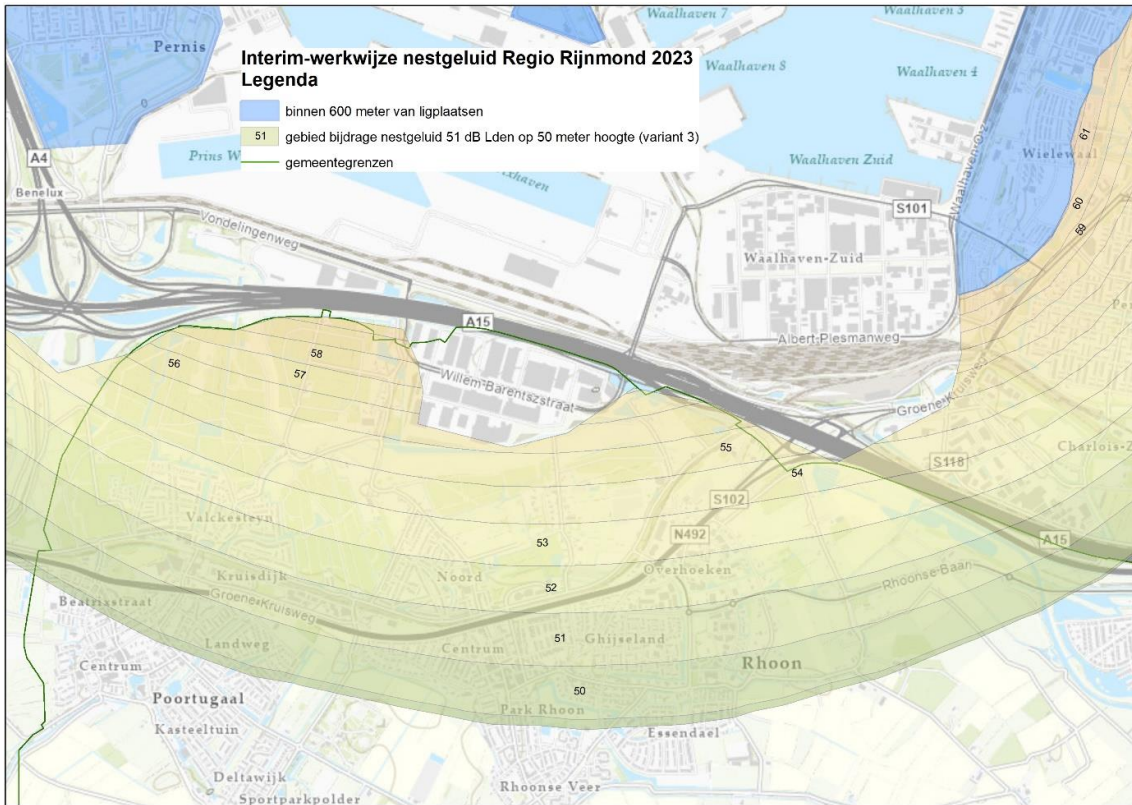 Waalhaven 7
Waalhaven 5
Pernis
Interim-werkwijze nestgeluid Regio Rijnmond 2023
Legenda
Waalhaven 8
Waalhaven 4
binnen 600 meter van ligplaatsen
51 gebied bijdrage nestgeluid 51 dB Lden op 50 meter hoogte (variant 3)
gemeentegrenzen
61
A4
Prins W
Waalhaven Zuid
Wielewaal
Benelux
60
S101
59
Vondelingenweg
Waalhaven-Zuid
A15
Albert-Plesmanweg
56
58
57
Willem-Barentszstraat
Groene-Kruisweg
55
54
S118
Charlois-Z
S102
Valckesteyn
N492
53
A15
Kruisdijk
Noord
52
Overhoeken
Rhoonse-Baan
Beatrixstraat
Groene-Kruisweg
Landweg
Centrum
51
Ghijseland
Centrum
Rhoon
50
Poortugaal
Park Rhoon
Kasteeltuin
Essendael
Deltawijk
Rhoonse Veer
Sportparkpolder